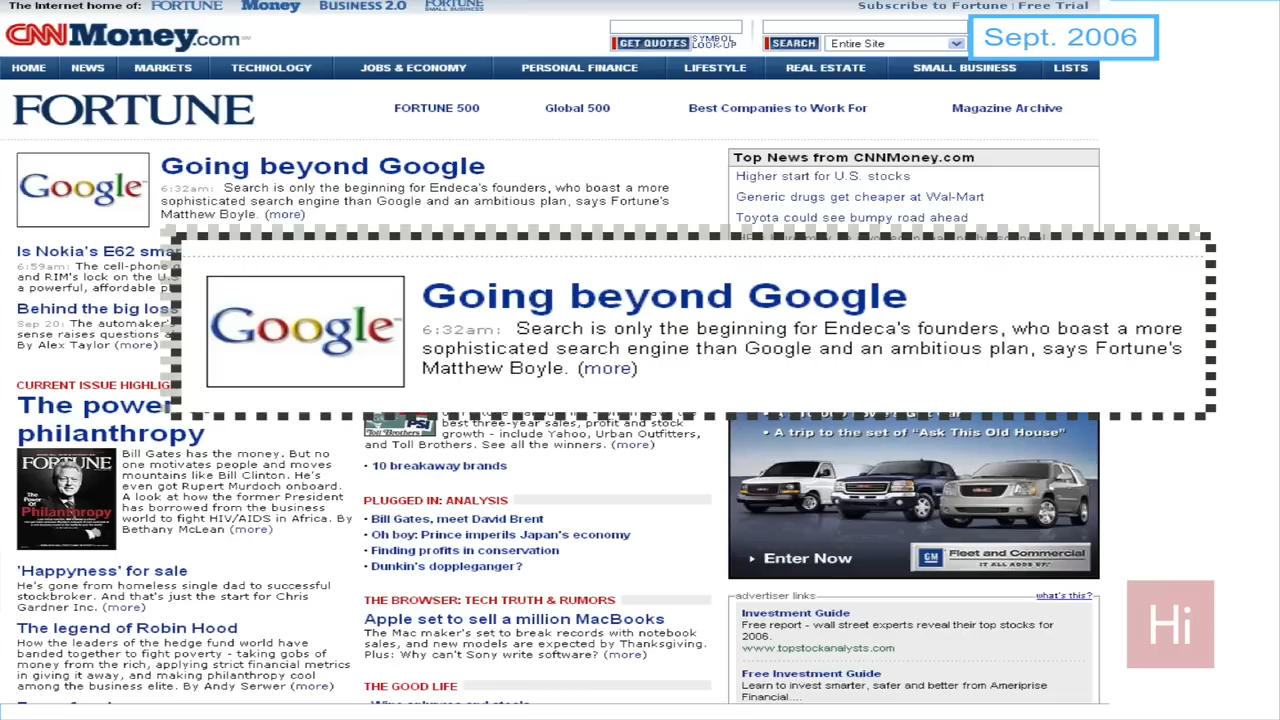 The Internet home of: FORTUNE Money BUSINESS 2.0 FORTUNE SMALL BUSINESS
Subscribe to Fortune | Free Trial
CNNMoney.com
GET QUOTES SYMBOL LOOK-UP
SEARCH Entire Site
Sept. 2006
HOME NEWS MARKETS TECHNOLOGY JOBS & ECONOMY PERSONAL FINANCE LIFESTYLE REAL ESTATE SMALL BUSINESS LISTS
FORTUNE
FORTUNE 500 Global 500 Best Companies to Work For Magazine Archive
Google
Going beyond Google
6:32am: Search is only the beginning for Endeca's founders, who boast a more
sophisticated search engine than Google and an ambitious plan, says Fortune's
Matthew Boyle. (more)
Top News from CNNMoney.com
Higher start for U.S. stocks
Generic drugs get cheaper at Wal-Mart
Toyota could see bumpy road ahead
Is Nokia's E62
6:59am: The cell-phone
and RIM's lock on the
a powerful, affordable
Behind the big
Sep 20: The automaker's
sense raises questions
By Alex Taylor (more)
Google
Going beyond Google
6:32am: Search is only the beginning for Endeca's founders, who boast a more
sophisticated search engine than Google and an ambitious plan, says Fortune's
Matthew Boyle. (more)
CURRENT ISSUE
The power
philanthropy
FORTUNE
The Power Of
Philanthropy
Bill Gates has the money. But no
one motivates people and moves
mountains like Bill Clinton. He's
even got Rupert Murdoch onboard.
A look at how the former President
has borrowed from the business
world to fight HIV/AIDS in Africa. By
Bethany McLean (more)
'Happyness' for sale
He's gone from homeless single dad to successful
stockbroker. And that's just the start for Chris
Gardner Inc. (more)
The legend of Robin Hood
How the leaders of the hedge fund world have
banded together to fight poverty - taking gobs of
money from the rich, applying strict financial metrics
in giving it away, and making philanthropy cool
among the business elite. By Andy Serwer (more)
Toll Brothers
best three-year sales, profit and stock
growth - include Yahoo, Urban Outfitters,
and Toll Brothers. See all the winners. (more)
• 10 breakaway brands
PLUGGED IN: ANALYSIS
• Bill Gates, meet David Brent
• Oh boy: Prince imperils Japan's economy
• Finding profits in conservation
• Dunkin's doppleganger?
THE BROWSER: TECH TRUTH & RUMORS
Apple set to sell a million MacBooks
The Mac maker's set to break records with notebook
sales, and new models are expected by Thanksgiving.
Plus: Why can't Sony write software? (more)
THE GOOD LIFE
• A trip to the set of "Ask This Old House"
Enter Now
GM Fleet and Commercial
IT ALL ADDS UP.
advertiser links what's this?
Investment Guide
Free report - wall street experts reveal their top stocks for
2006.
www.topstockanalysts.com
Free Investment Guide
Learn to invest smarter, safer and better from Ameriprise
Financial....
Hi